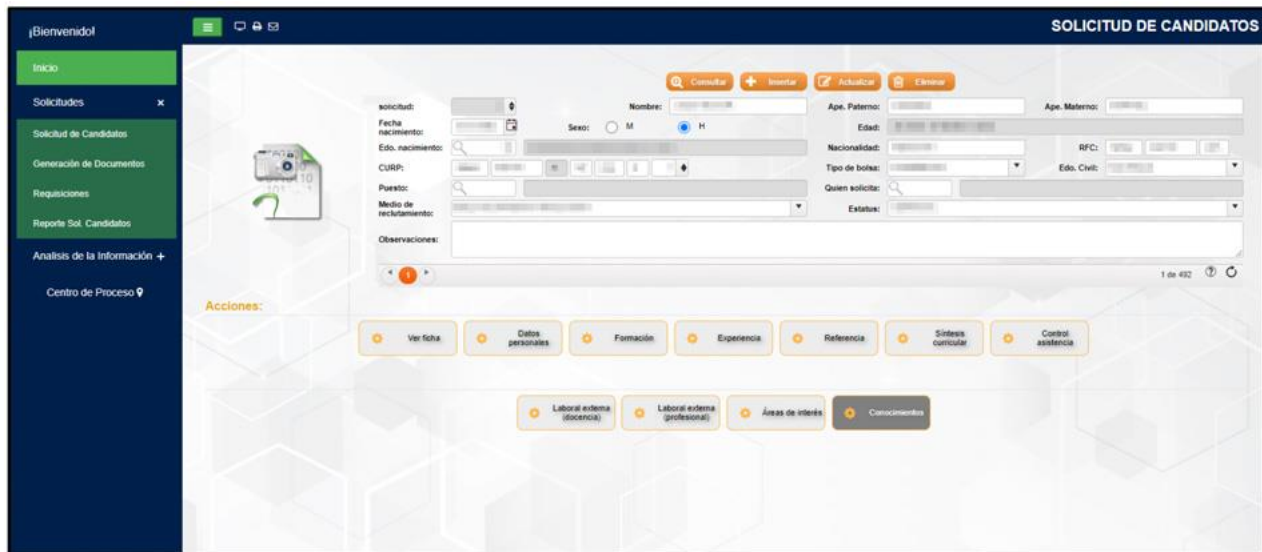 ¡Bienvenido!
SOLICITUD DE CANDIDATOS
Inicio
Solicitudes x
Solicitud de Candidatos
Generación de Documentos
Requisiciones
Reporte Sol. Candidatos
Analisis de la Información +
Centro de Proceso
Consultar Insertar Actualizar Eliminar
solicitud: Nombre: Ape. Paterno: Ape. Materno:
Fecha nacimiento: Sexo: M H Edad:
Edo. nacimiento: Nacionalidad: RFC:
CURP: Tipo de bolsa: Edo. Civil:
Puesto: Quien solicita:
Medio de reclutamiento: Estatus:
Observaciones:
1 1 de 492
Acciones:
Ver ficha Datos personales Formación Experiencia Referencia Síntesis curricular Control asistencia
Laboral externa (docencia) Laboral externa (profesional) Áreas de interés Conocimientos